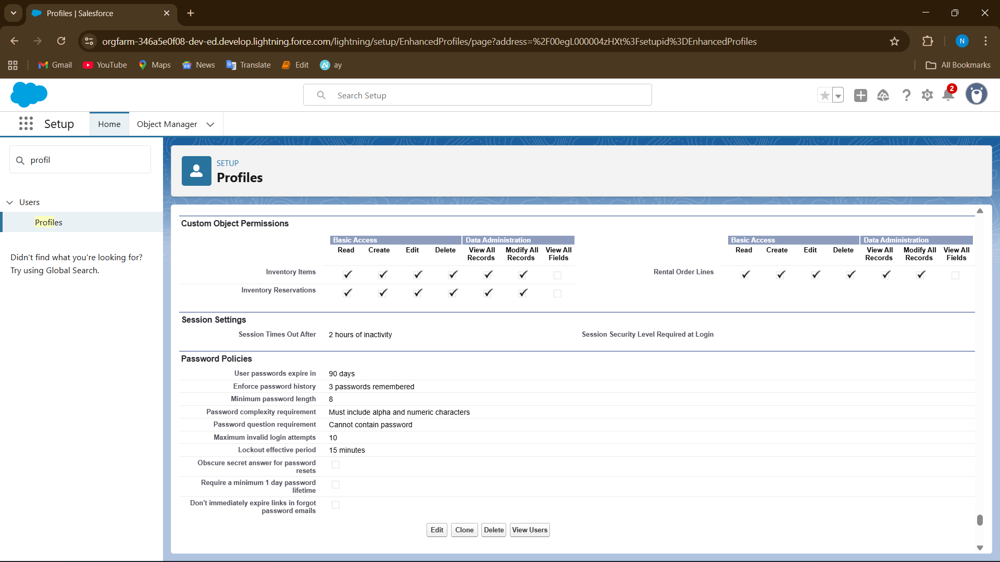 Profiles | Salesforce
orgfarm-346a5e0f08-dev-ed.develop.lightning.force.com/lightning/setup/EnhancedProfiles/page?address=%2F00egL000004zHXt%3Fsetupid%3DEnhancedProfiles
N
Gmail YouTube Maps News Translate Edit ay All Bookmarks
Search Setup
2
Setup Home Object Manager
profil
Users
Profiles
Didn't find what you're looking for?
Try using Global Search.
SETUP
Profiles
Custom Object Permissions
Basic Access Data Administration Basic Access Data Administration
Read Create Edit Delete View All Records Modify All Records View All Fields Read Create Edit Delete View All Records Modify All Records View All Fields
Inventory Items Rental Order Lines
Inventory Reservations
Session Settings
Session Times Out After 2 hours of inactivity Session Security Level Required at Login
Password Policies
User passwords expire in 90 days
Enforce password history 3 passwords remembered
Minimum password length 8
Password complexity requirement Must include alpha and numeric characters
Password question requirement Cannot contain password
Maximum invalid login attempts 10
Lockout effective period 15 minutes
Obscure secret answer for password
resets
Require a minimum 1 day password
lifetime
Don't immediately expire links in forgot
password emails
Edit Clone Delete View Users